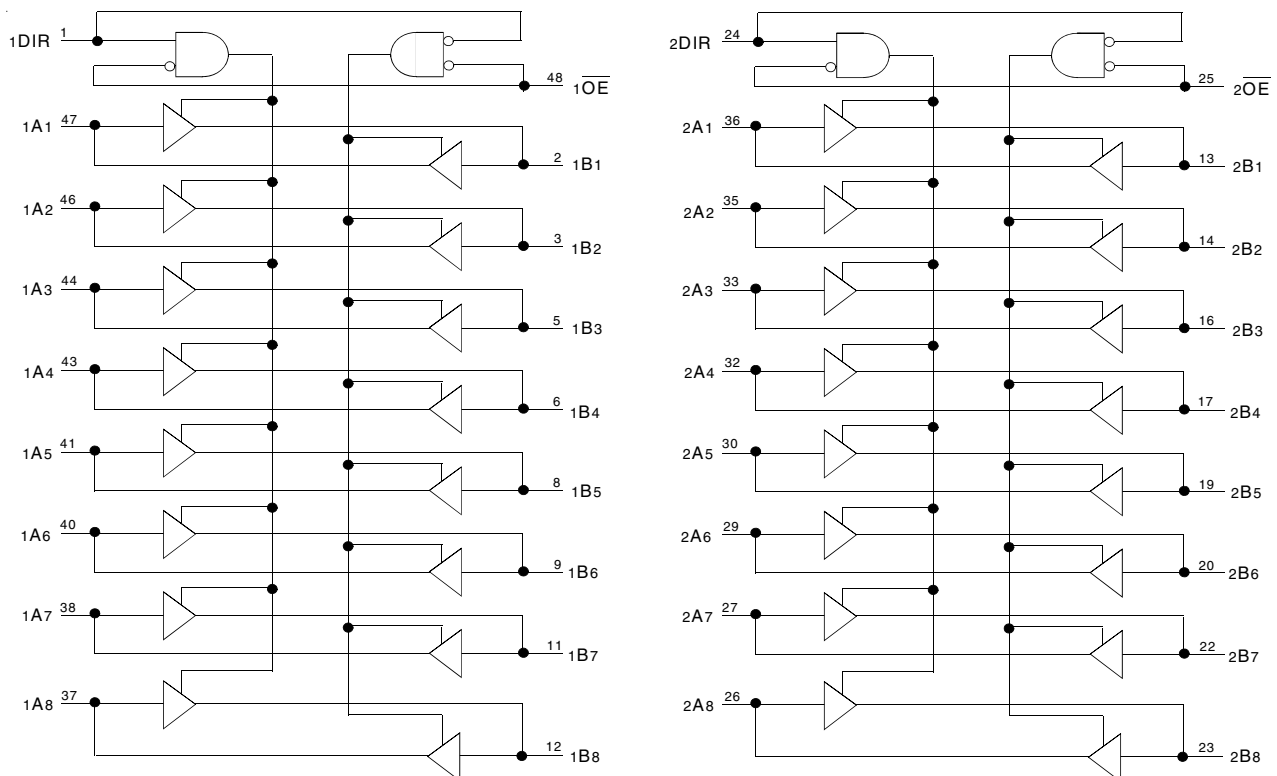 1DIR 1
48 1OE
1A1 47
2 1B1
1A2 46
3 1B2
1A3 44
5 1B3
1A4 43
6 1B4
1A5 41
8 1B5
1A6 40
9 1B6
1A7 38
11 1B7
1A8 37
12 1B8
2DIR 24
25 2OE
2A1 36
13 2B1
2A2 35
14 2B2
2A3 33
16 2B3
2A4 32
17 2B4
2A5 30
19 2B5
2A6 29
20 2B6
2A7 27
22 2B7
2A8 26
23 2B8